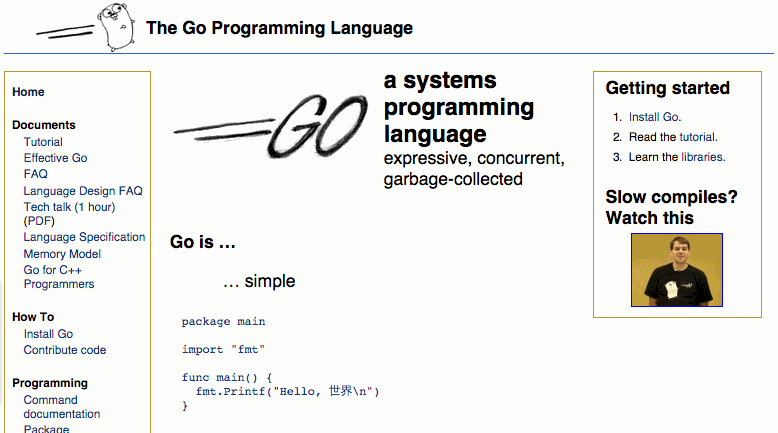 The Go Programming Language
Home
Documents
Tutorial
Effective Go
FAQ
Language Design FAQ
Tech talk (1 hour)
(PDF)
Language Specification
Memory Model
Go for C++
Programmers
How To
Install Go
Contribute code
Programming
Command
documentation
Package
GO
a systems
programming
language
expressive, concurrent,
garbage-collected
Go is …
… simple
package main
import "fmt"
func main() {
fmt.Printf("Hello, 世界\n")
}
Getting started
1. Install Go.
2. Read the tutorial.
3. Learn the libraries.
Slow compiles?
Watch this